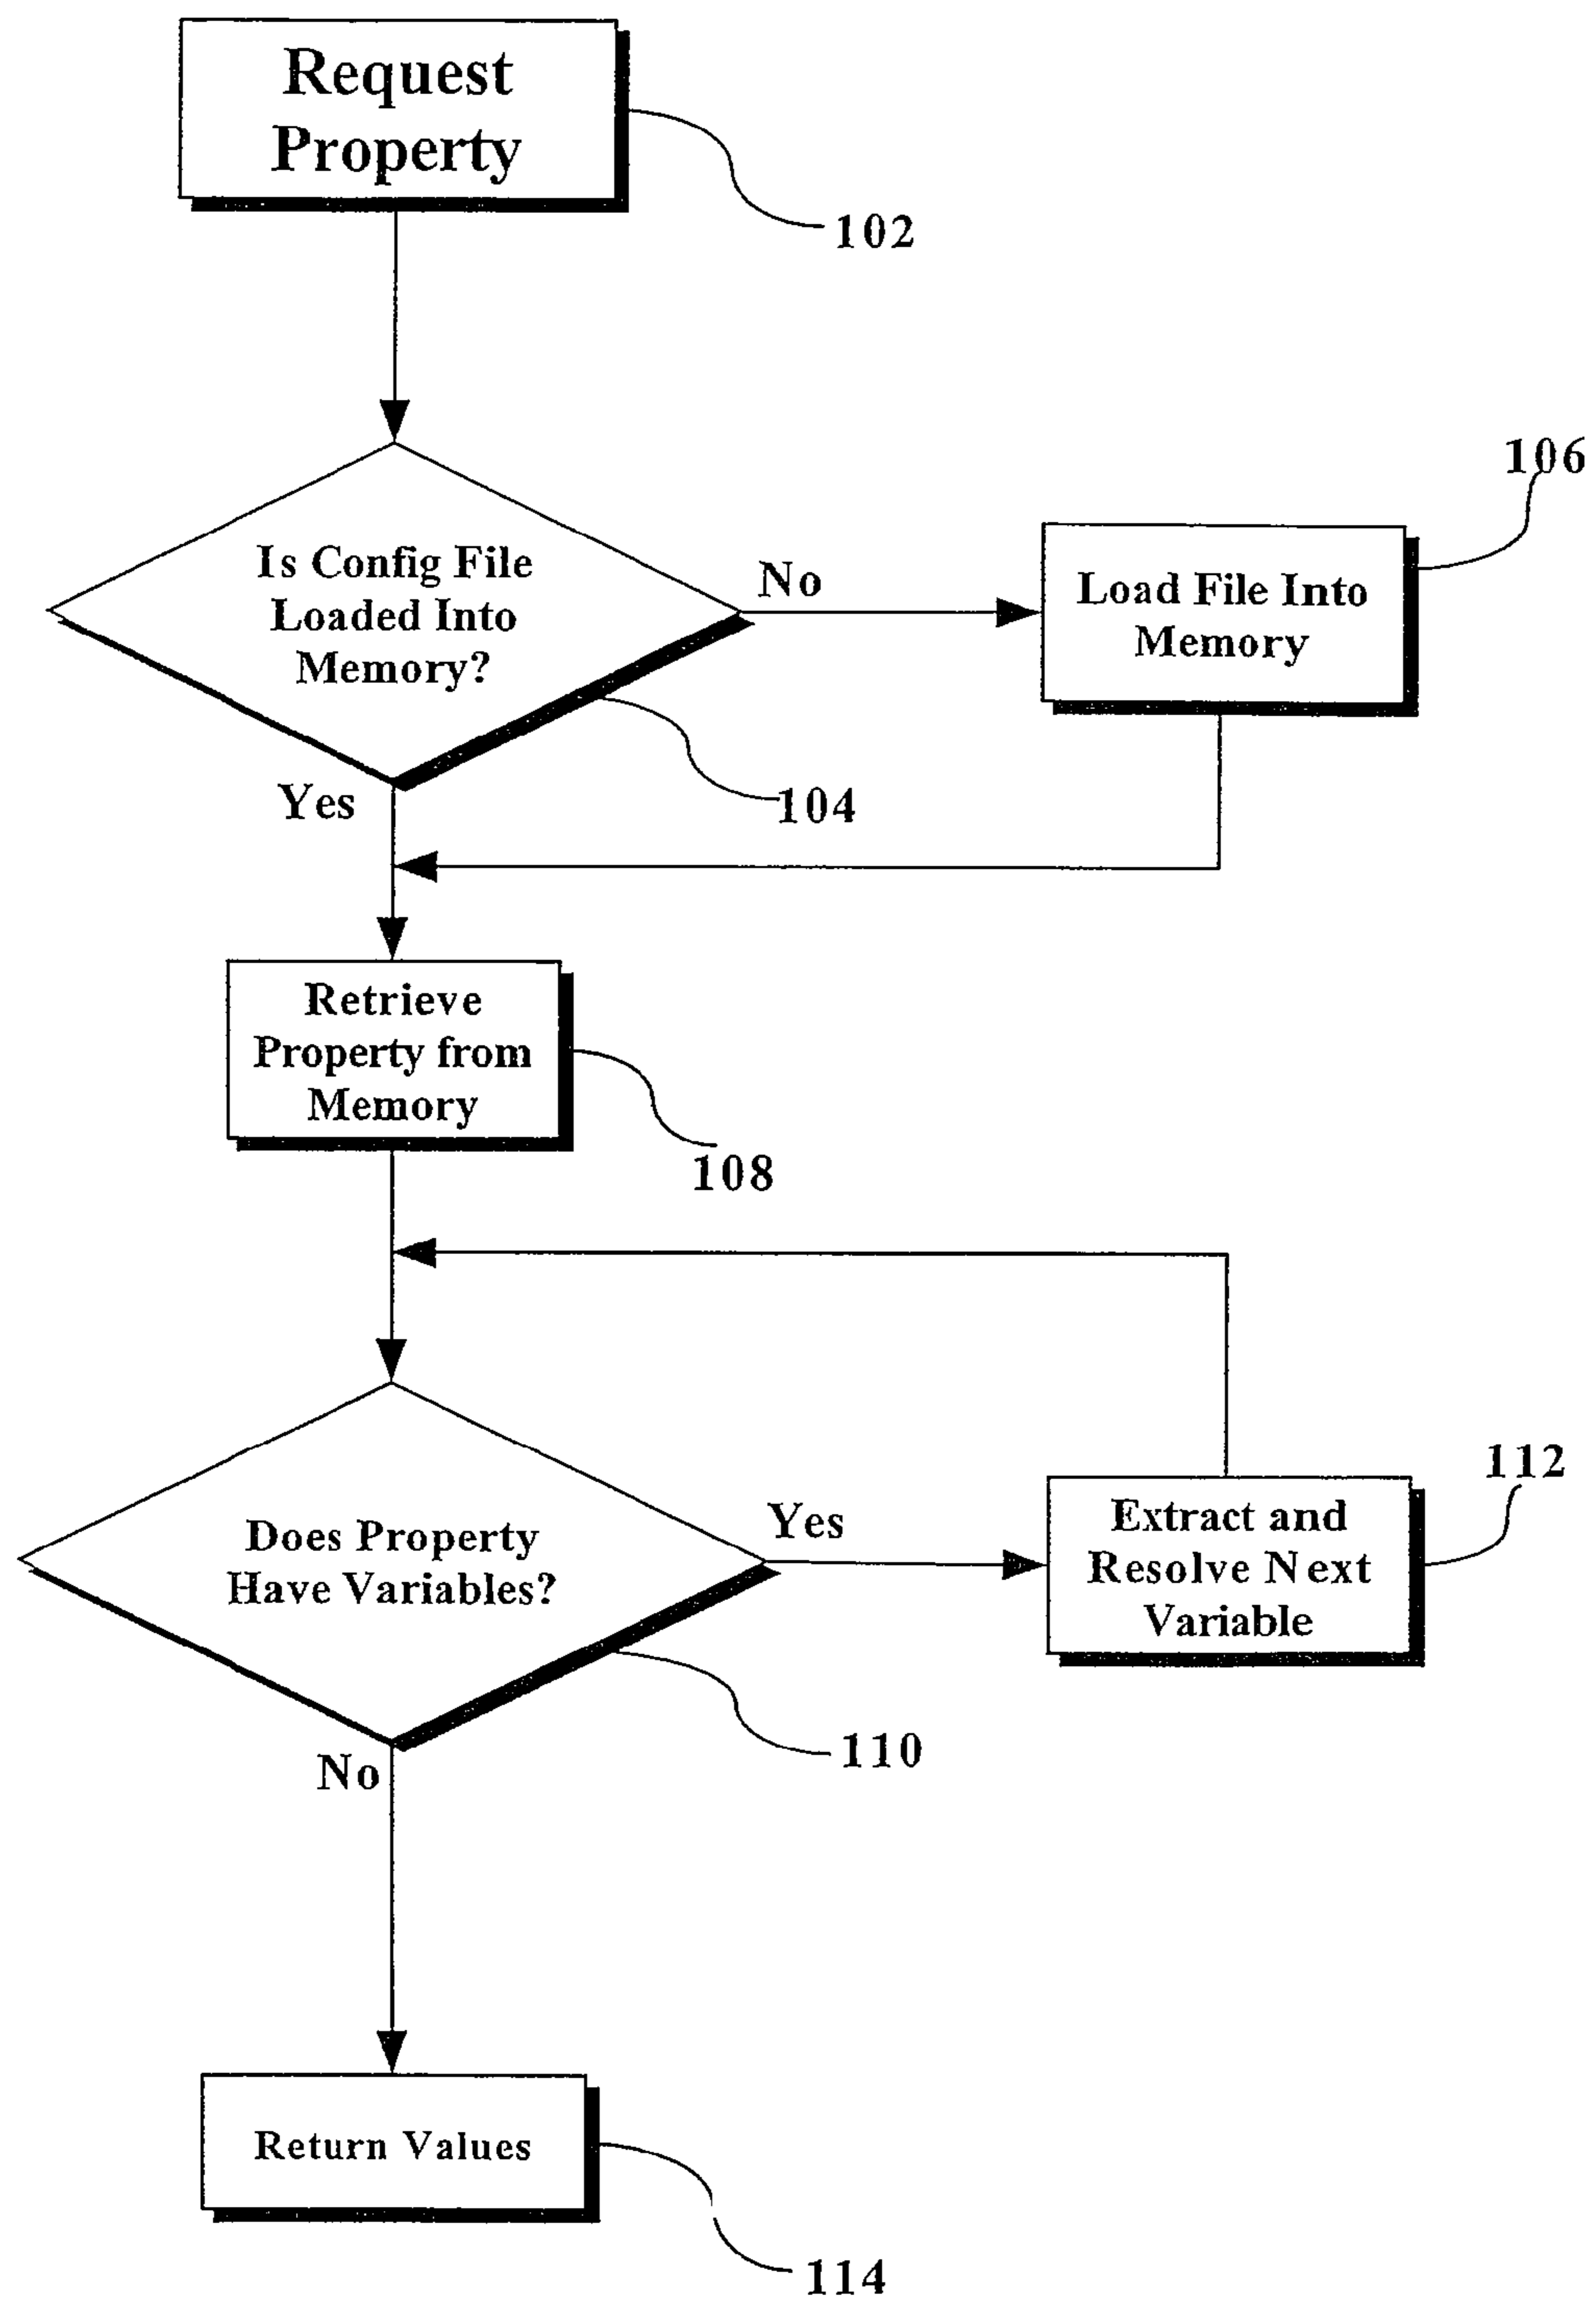 Request
Property
102
Is Config File
Loaded Into
Memory?
No
106
Load File Into
Memory
Yes
104
Retrieve
Property from
Memory
108
Does Property
Have Variables?
Yes
112
Extract and
Resolve Next
Variable
110
No
Return Values
114